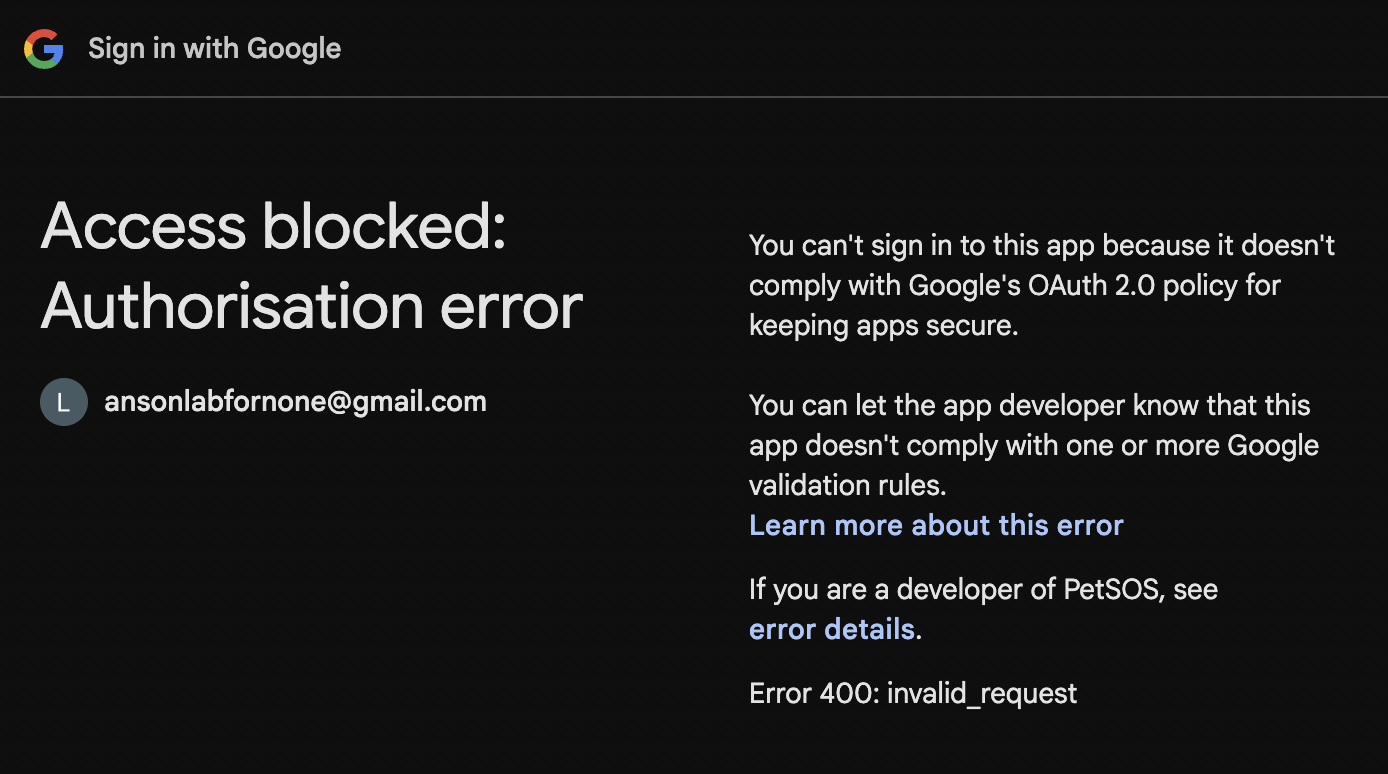 Sign in with Google
Access blocked:
Authorisation error
L
ansonlabfornone@gmail.com
You can't sign in to this app because it doesn't
comply with Google's OAuth 2.0 policy for
keeping apps secure.
You can let the app developer know that this
app doesn't comply with one or more Google
validation rules.
Learn more about this error
If you are a developer of PetSOS, see
error details.
Error 400: invalid_request